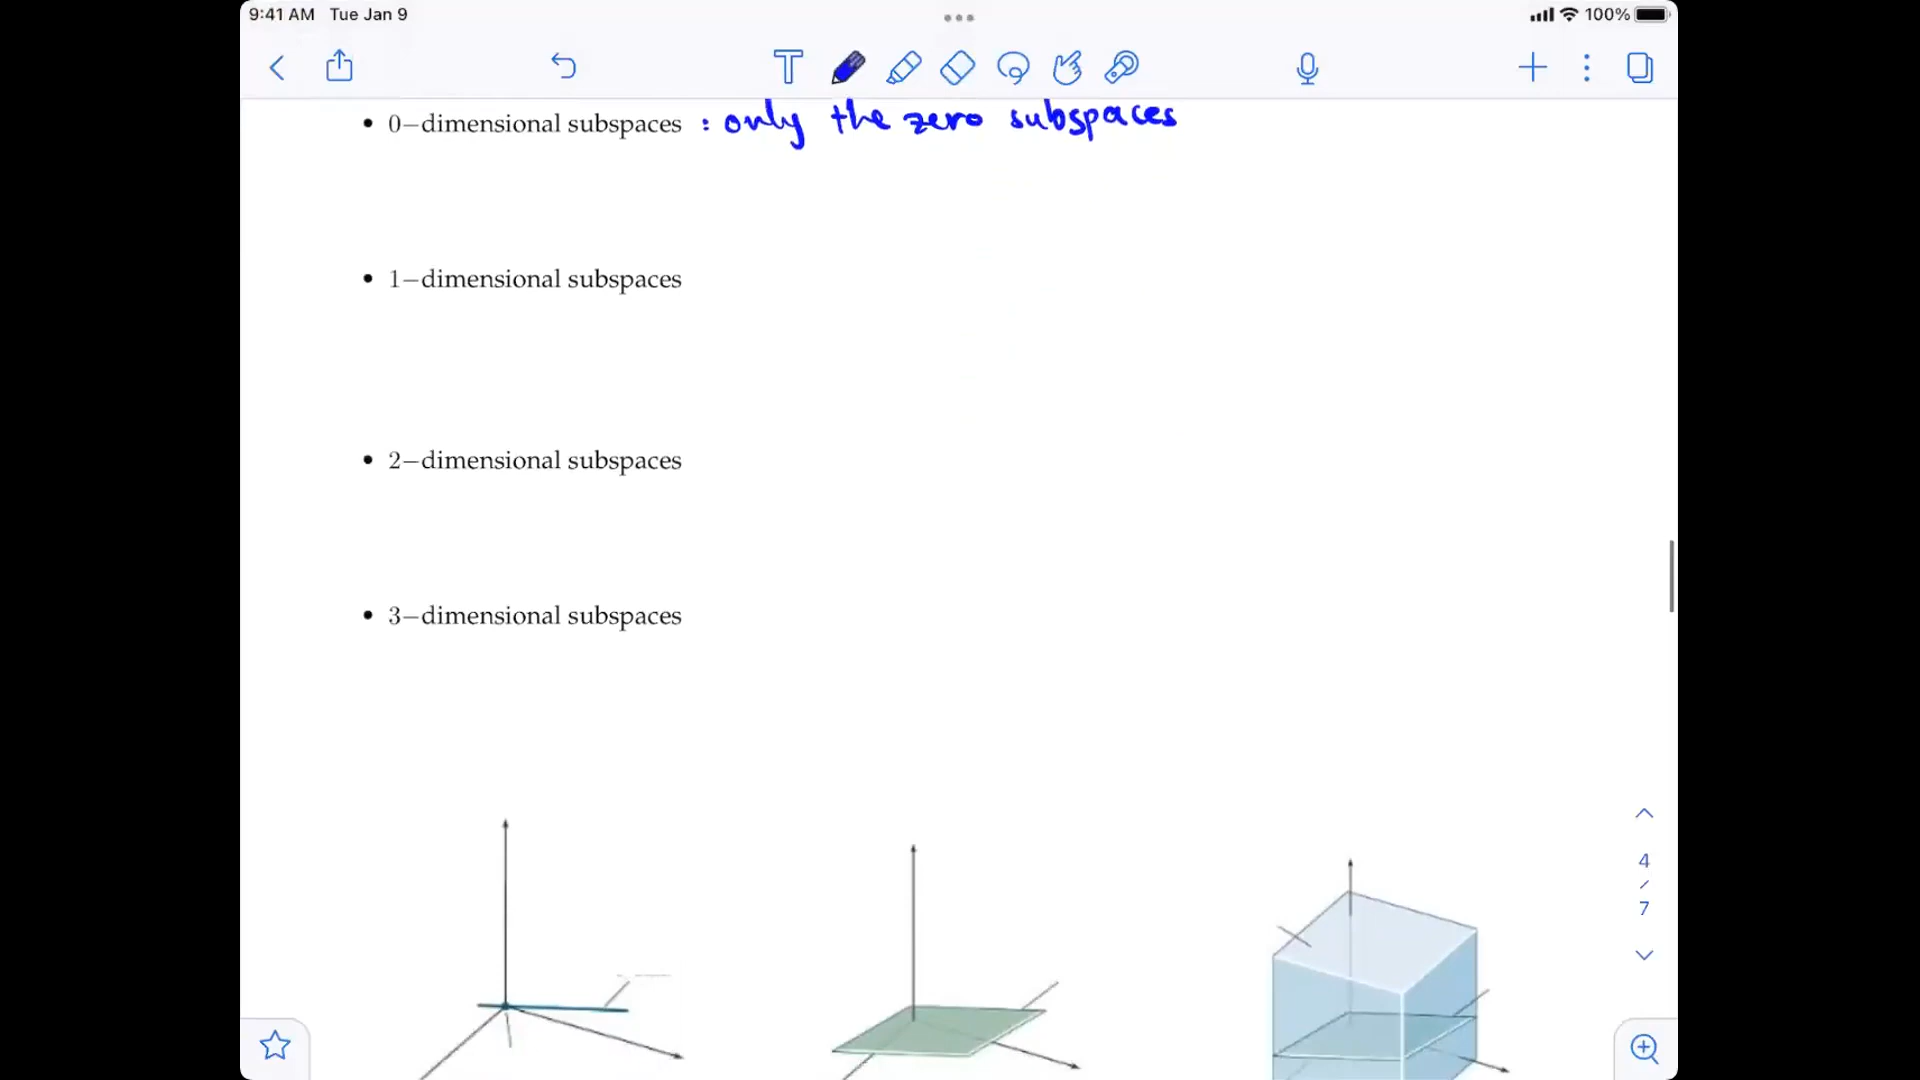 9:41 AM Tue Jan 9
100%
• 0−dimensional subspaces : only the zero subspaces
• 1−dimensional subspaces
• 2−dimensional subspaces
• 3−dimensional subspaces
4
/
7